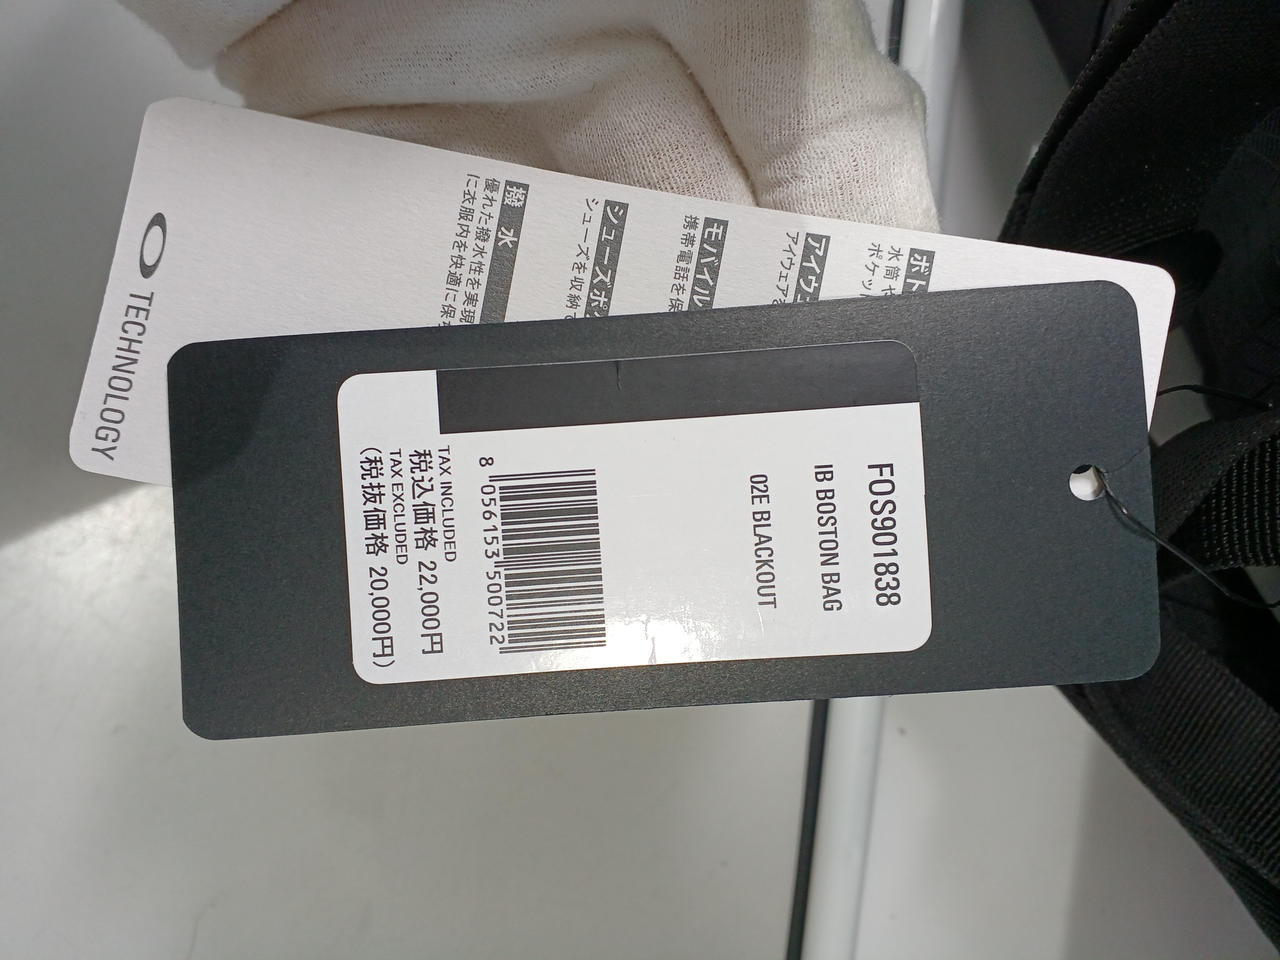 FOS901838
IB BOSTON BAG
02E BLACKOUT
8 056153 500722
TAX INCLUDED
税込価格 22,000円
TAX EXCLUDED
(税抜価格 20,000円)
ボト
水筒や
ポケッ
アイウェ
アイウェアを
モバイル
携帯電話を保
シューズポ
シューズを収納
撥水
優れた撥水性を実現
に衣服内を快適に保
TECHNOLOGY